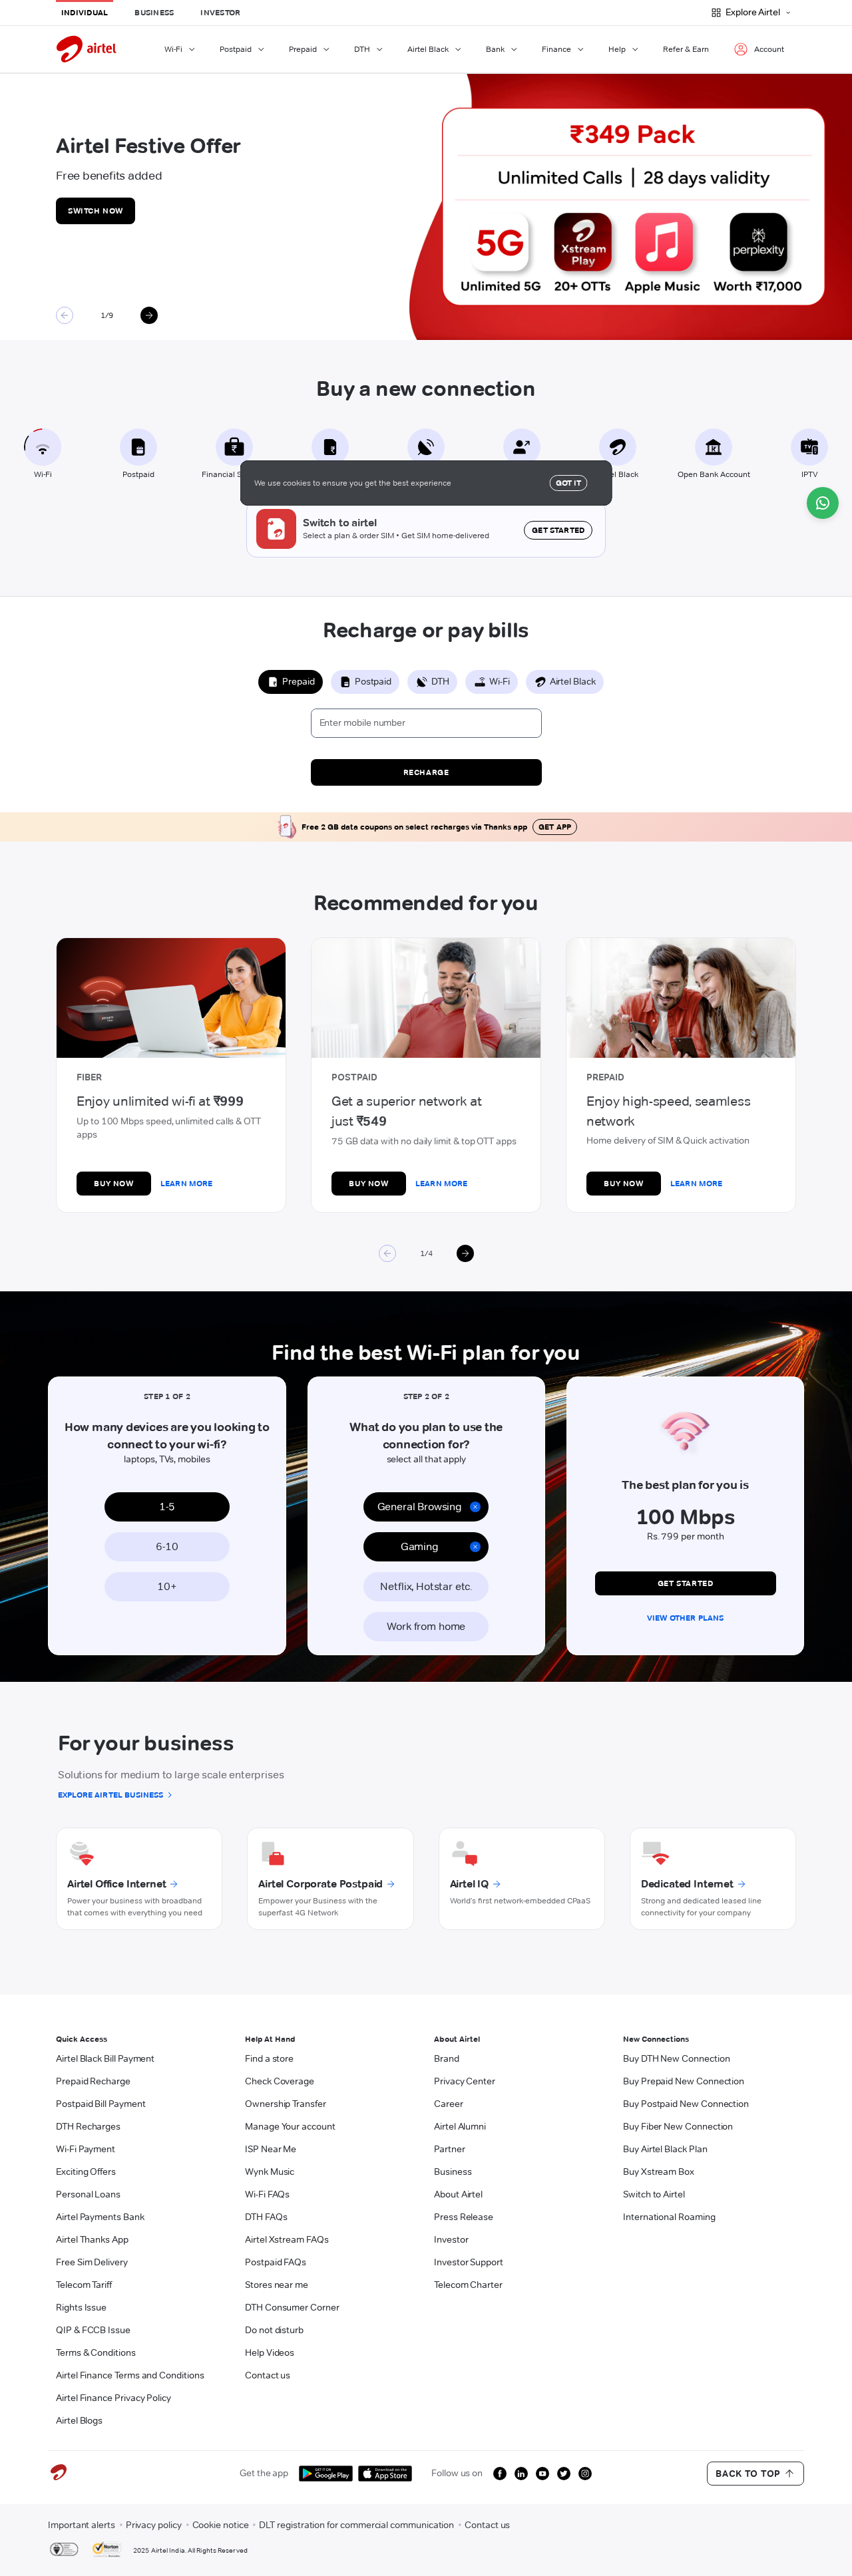 INDIVIDUAL
BUSINESS
INVESTOR
Explore Airtel
airtel
Wi-Fi
Postpaid
Prepaid
DTH
Airtel Black
Bank
Finance
Help
Refer & Earn
Account
Airtel Festive Offer
Free benefits added
SWITCH NOW
1/9
₹349 Pack
Unlimited Calls | 28 days validity
5G
Xstream
Play
perplexity
Unlimited 5G
20+ OTTs
Apple Music
Worth ₹17,000
Buy a new connection
Wi-Fi
Postpaid
Financial S
el Black
Open Bank Account
IPTV
We use cookies to ensure you get the best experience
GOT IT
Switch to airtel
Select a plan & order SIM • Get SIM home-delivered
GET STARTED
Recharge or pay bills
Prepaid
Postpaid
DTH
Wi-Fi
Airtel Black
Enter mobile number
RECHARGE
Free 2 GB data coupons on select recharges via Thanks app
GET APP
Recommended for you
FIBER
Enjoy unlimited wi-fi at ₹999
Up to 100 Mbps speed, unlimited calls & OTT
apps
BUY NOW
LEARN MORE
POSTPAID
Get a superior network at
just ₹549
75 GB data with no daily limit & top OTT apps
BUY NOW
LEARN MORE
PREPAID
Enjoy high-speed, seamless
network
Home delivery of SIM & Quick activation
BUY NOW
LEARN MORE
1/4
Find the best Wi-Fi plan for you
STEP 1 OF 2
How many devices are you looking to
connect to your wi-fi?
laptops, TVs, mobiles
1-5
6-10
10+
STEP 2 OF 2
What do you plan to use the
connection for?
select all that apply
General Browsing
Gaming
Netflix, Hotstar etc.
Work from home
The best plan for you is
100 Mbps
Rs. 799 per month
GET STARTED
VIEW OTHER PLANS
For your business
Solutions for medium to large scale enterprises
EXPLORE AIRTEL BUSINESS
Airtel Office Internet
Power your business with broadband
that comes with everything you need
Airtel Corporate Postpaid
Empower your Business with the
superfast 4G Network
Airtel IQ
World's first network-embedded CPaaS
Dedicated Internet
Strong and dedicated leased line
connectivity for your company
Quick Access
Airtel Black Bill Payment
Prepaid Recharge
Postpaid Bill Payment
DTH Recharges
Wi-Fi Payment
Exciting Offers
Personal Loans
Airtel Payments Bank
Airtel Thanks App
Free Sim Delivery
Telecom Tariff
Rights Issue
QIP & FCCB Issue
Terms & Conditions
Airtel Finance Terms and Conditions
Airtel Finance Privacy Policy
Airtel Blogs
Help At Hand
Find a store
Check Coverage
Ownership Transfer
Manage Your account
ISP Near Me
Wynk Music
Wi-Fi FAQs
DTH FAQs
Airtel Xstream FAQs
Postpaid FAQs
Stores near me
DTH Consumer Corner
Do not disturb
Help Videos
Contact us
About Airtel
Brand
Privacy Center
Career
Airtel Alumni
Partner
Business
About Airtel
Press Release
Investor
Investor Support
Telecom Charter
New Connections
Buy DTH New Connection
Buy Prepaid New Connection
Buy Postpaid New Connection
Buy Fiber New Connection
Buy Airtel Black Plan
Buy Xstream Box
Switch to Airtel
International Roaming
Get the app
GET IT ON
Google Play
Download on the
App Store
Follow us on
BACK TO TOP
Important alerts • Privacy policy • Cookie notice • DLT registration for commercial communication • Contact us
Norton
2025 Airtel India. All Rights Reserved